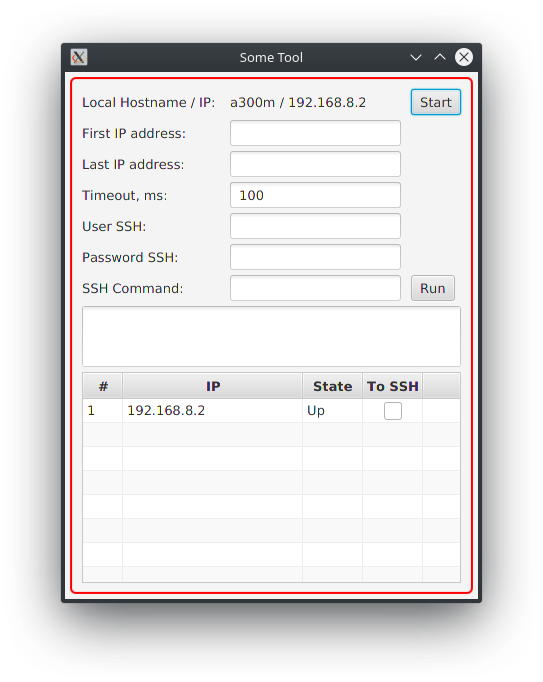 Some Tool
Local Hostname / IP: a300m / 192.168.8.2 Start
First IP address:
Last IP address:
Timeout, ms: 100
User SSH:
Password SSH:
SSH Command: Run
# IP State To SSH
1 192.168.8.2 Up